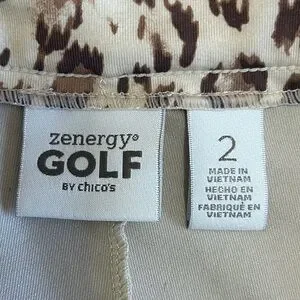 zenergy®
GOLF
BY CHICO'S
2
MADE IN
VIETNAM
HECHO EN
VIETNAM
FABRIQUÉ EN
VIETNAM